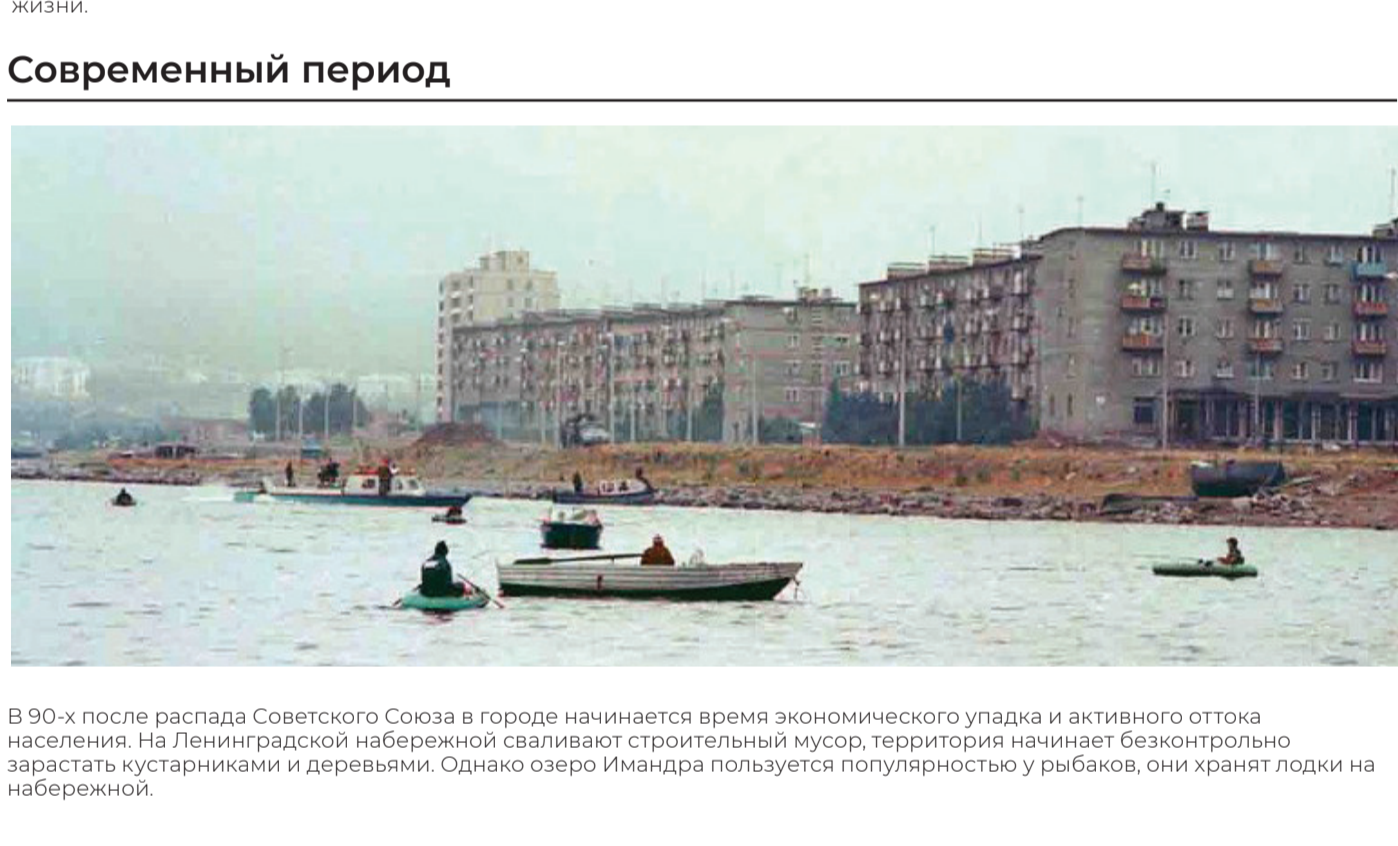 жизни.
Современный период
В 90-х после распада Советского Союза в городе начинается время экономического упадка и активного оттока
населения. На Ленинградской набережной сваливают строительный мусор, территория начинает безконтрольно
зарастать кустарниками и деревьями. Однако озеро Имандра пользуется популярностью у рыбаков, они хранят лодки на
набережной.